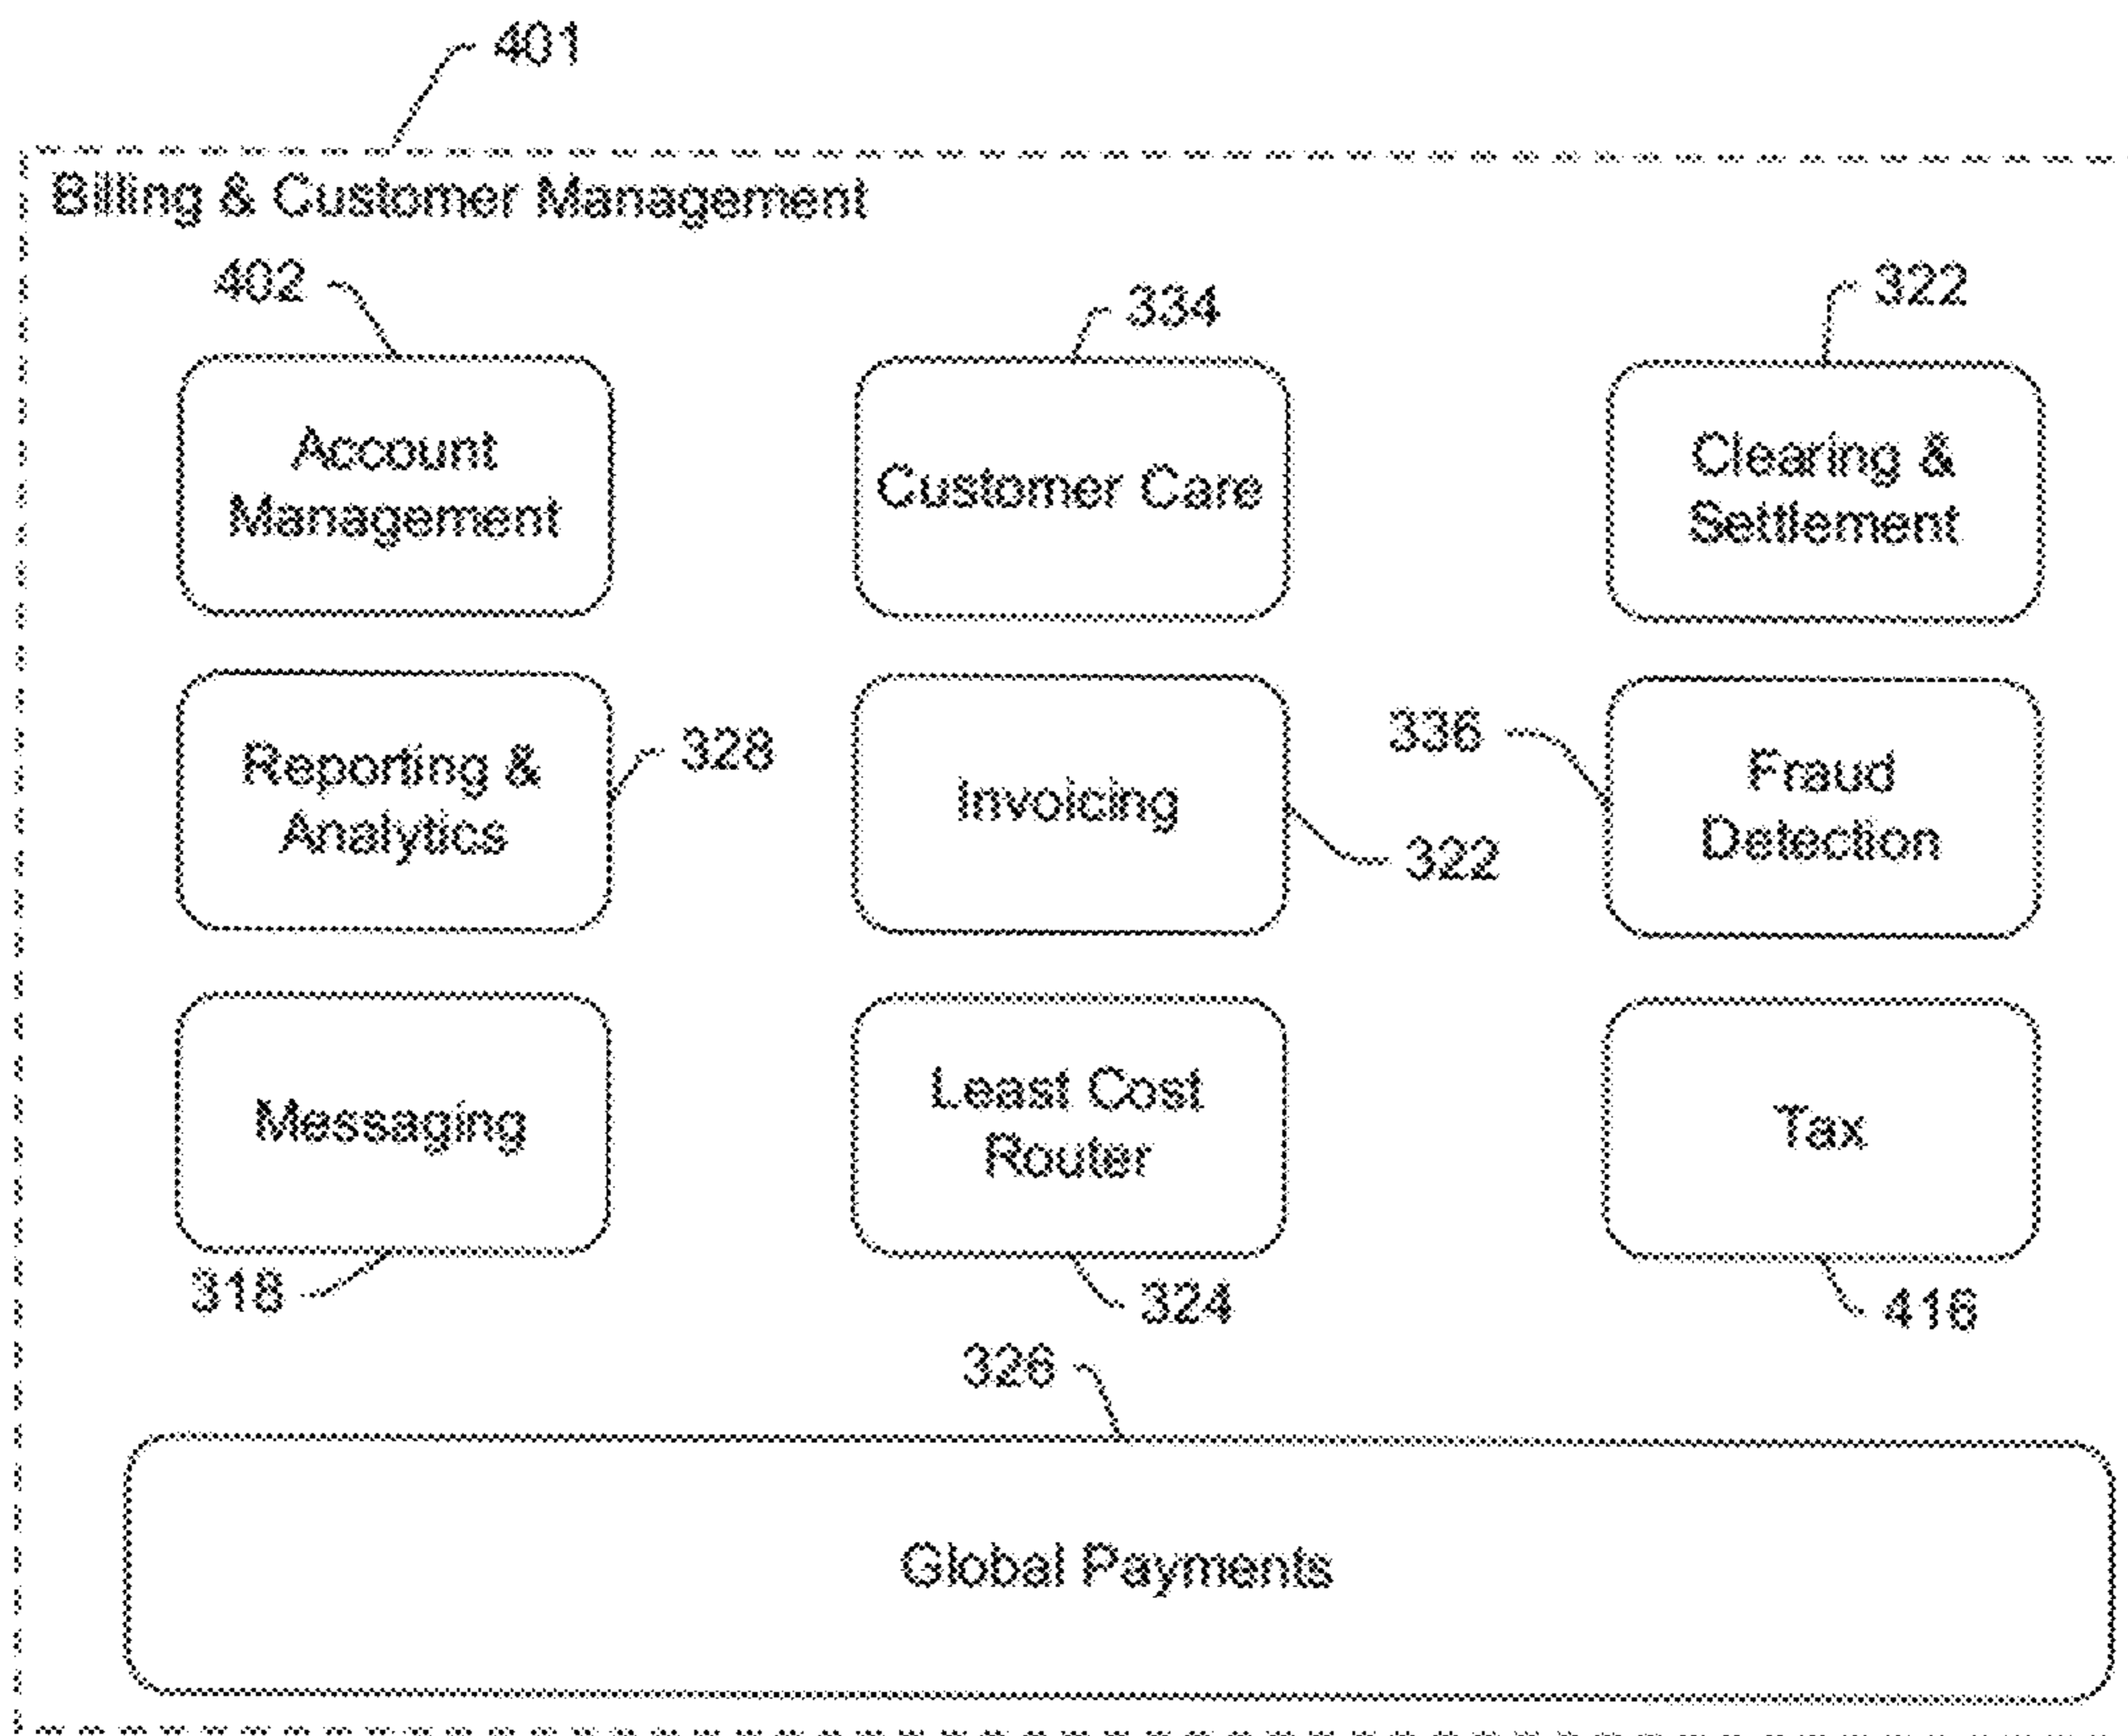 401
Billing & Customer Management
402
334
322
Account
Management
Customer Care
Clearing &
Settlement
Reporting &
Analytics
328
Invoicing
322
336
Fraud
Detection
Messaging
Least Cost
Router
Tax
318
324
416
326
Global Payments